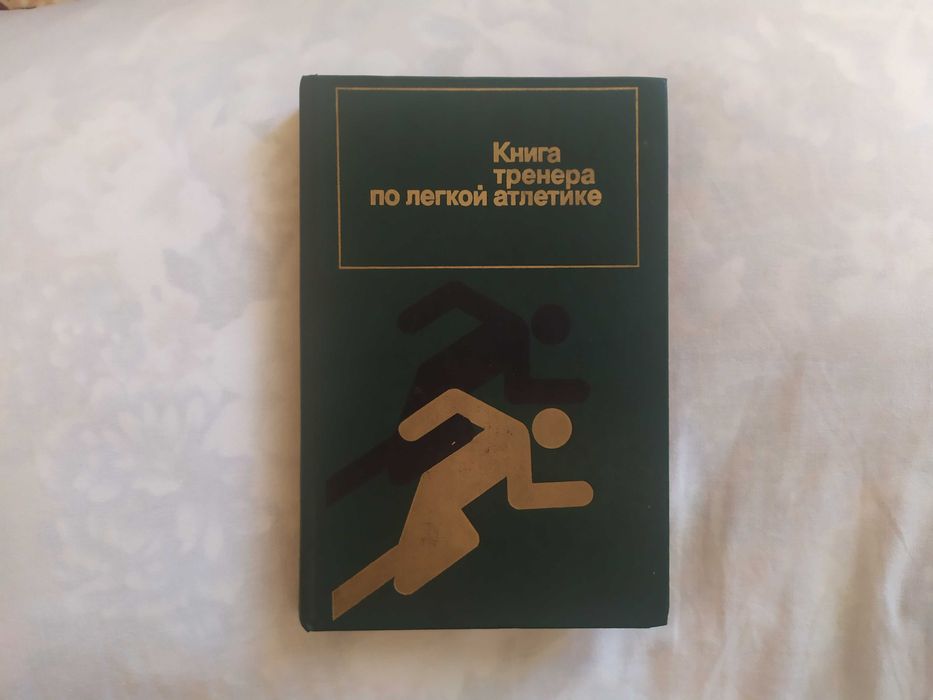 Книга
тренера
по легкой атлетике